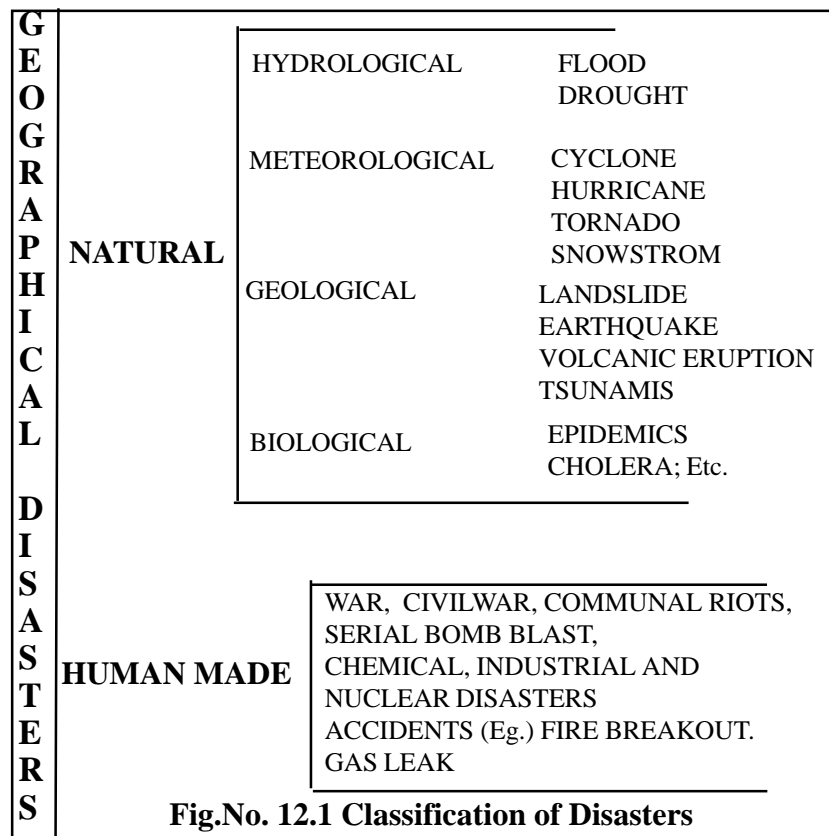 GEOGRAPHICAL DISASTERS
NATURAL
HYDROLOGICAL FLOOD
DROUGHT
METEOROLOGICAL CYCLONE
HURRICANE
TORNADO
SNOWSTROM
GEOLOGICAL LANDSLIDE
EARTHQUAKE
VOLCANIC ERUPTION
TSUNAMIS
BIOLOGICAL EPIDEMICS
CHOLERA; Etc.
HUMAN MADE
WAR, CIVILWAR, COMMUNAL RIOTS,
SERIAL BOMB BLAST,
CHEMICAL, INDUSTRIAL AND
NUCLEAR DISASTERS
ACCIDENTS (Eg.) FIRE BREAKOUT.
GAS LEAK
Fig.No. 12.1 Classification of Disasters